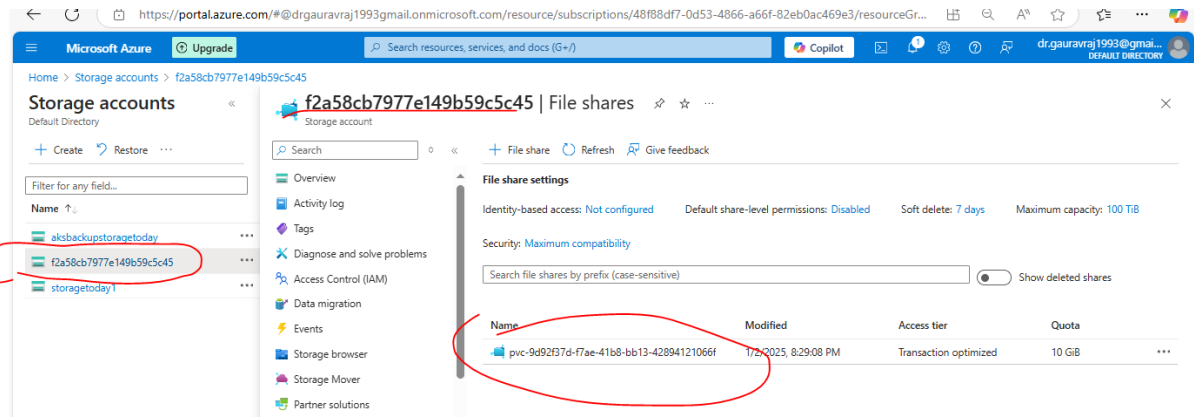 https://portal.azure.com/#@drgauravraj1993gmail.onmicrosoft.com/resource/subscriptions/48f88df7-0d53-4866-a66f-82eb0ac469e3/resourceGr...
Microsoft Azure
Upgrade
Search resources, services, and docs (G+/)
Copilot
1
dr.gauravraj1993@gmai...
DEFAULT DIRECTORY
Home > Storage accounts > f2a58cb7977e149b59c5c45
Storage accounts
Default Directory
+ Create Restore ...
Filter for any field...
Name ↑↓
aksbackupstoragetoday ...
f2a58cb7977e149b59c5c45 ...
storagetoday1 ...
f2a58cb7977e149b59c5c45 | File shares ...
Storage account
Search
Overview
Activity log
Tags
Diagnose and solve problems
Access Control (IAM)
Data migration
Events
Storage browser
Storage Mover
Partner solutions
+ File share Refresh Give feedback
File share settings
Identity-based access: Not configured Default share-level permissions: Disabled Soft delete: 7 days Maximum capacity: 100 TiB
Security: Maximum compatibility
Search file shares by prefix (case-sensitive) Show deleted shares
Name Modified Access tier Quota
pvc-9d92f37d-f7ae-41b8-bb13-42894121066f 1/2/2025, 8:29:08 PM Transaction optimized 10 GiB ...